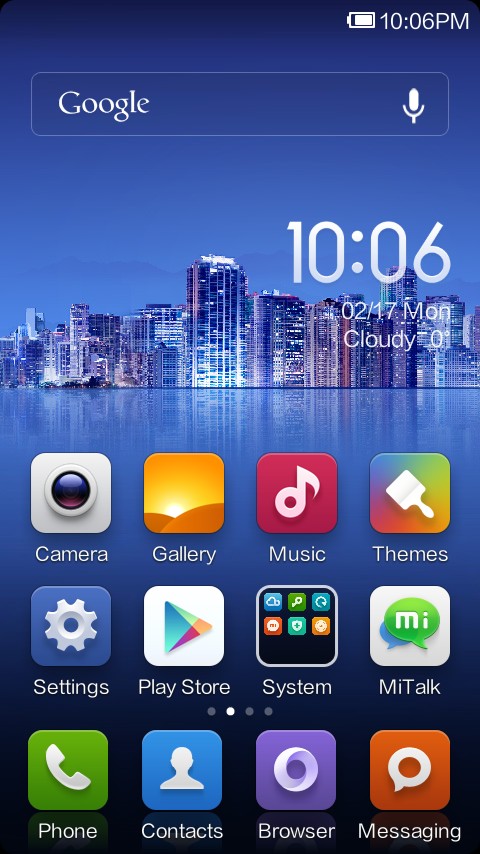 10:06PM
Google
10:06
02/17 Mon
Cloudy 0°
Camera
Gallery
Music
Themes
mi
Settings
Play Store
System
MiTalk
Phone
Contacts
Browser
Messaging